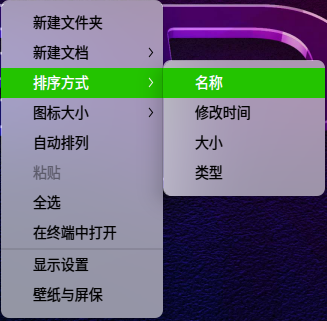 新建文件夹
新建文档
排序方式
图标大小
自动排列
粘贴
全选
在终端中打开
显示设置
壁纸与屏保
名称
修改时间
大小
类型